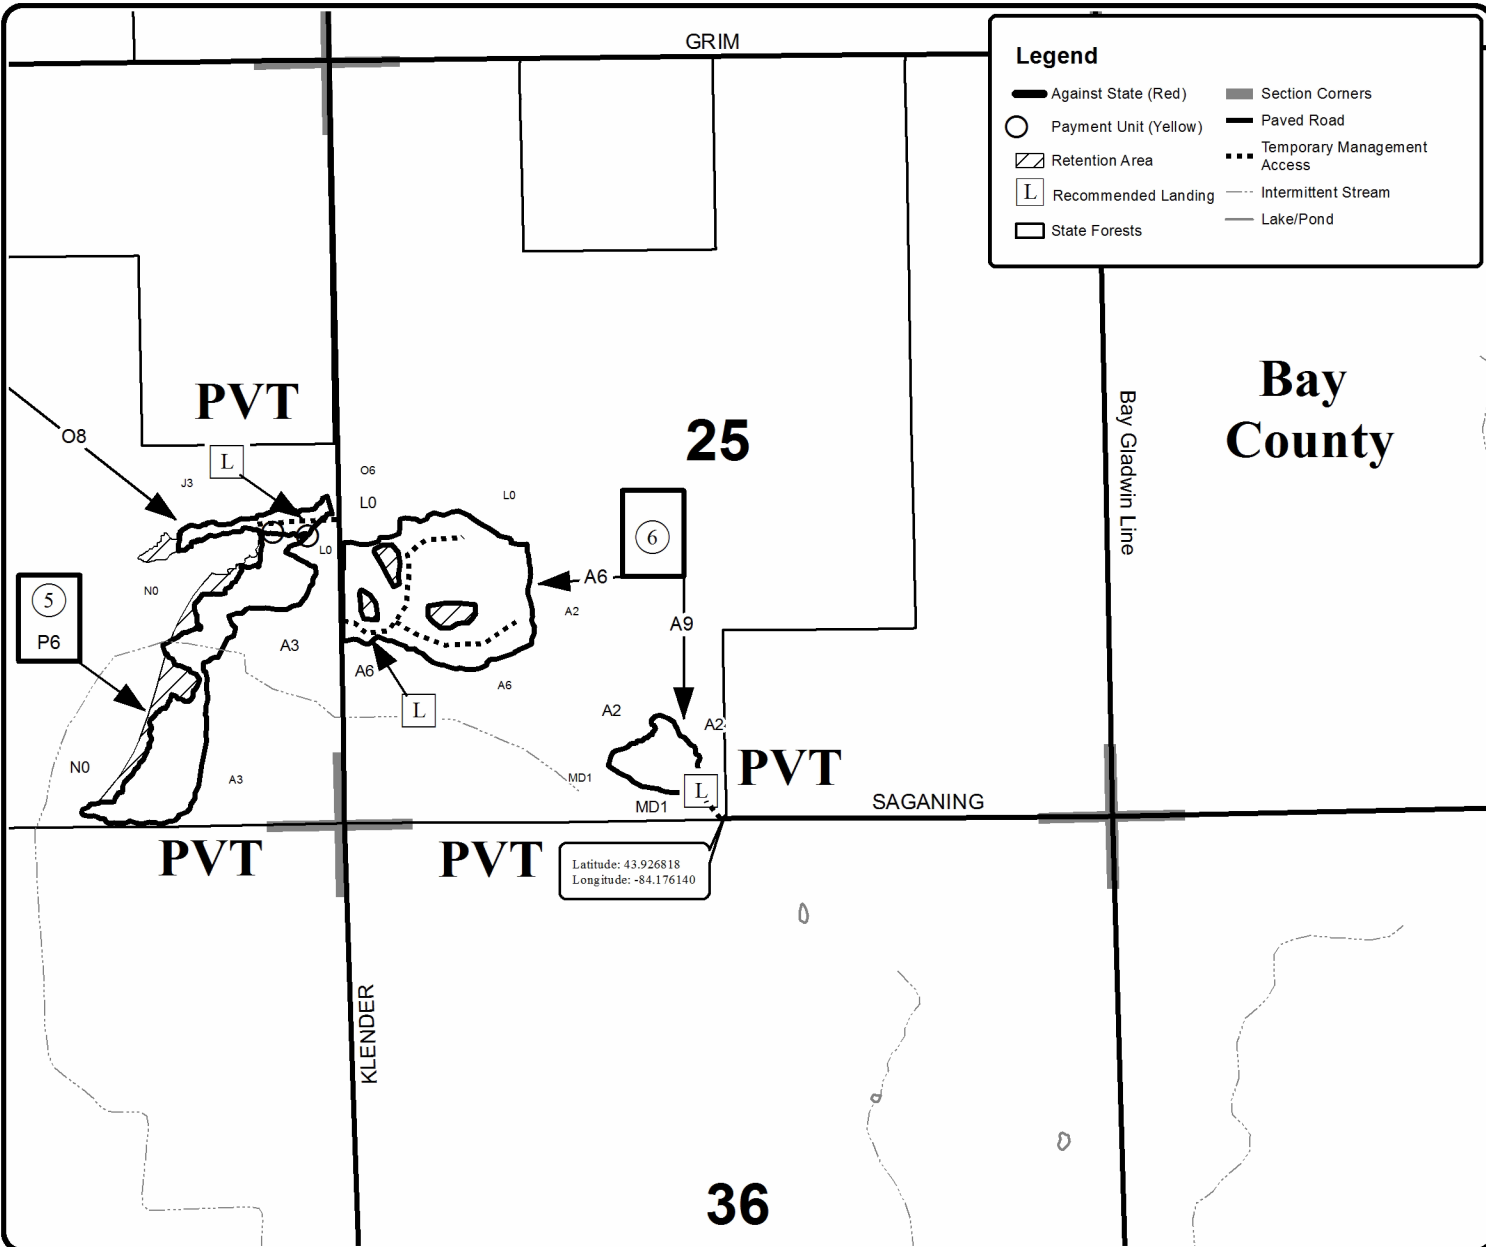 GRIM
Legend
Against State (Red)
Payment Unit (Yellow)
Retention Area
L
Recommended Landing
State Forests
Section Corners
Paved Road
Temporary Management
Access
Intermittent Stream
Lake/Pond
PVT
Bay
County
Bay Gladwin Line
O8
25
L
J3
O6
L0
L0
L0
6
A6
A2
A9
N0
5
P6
A3
A6
A6
L
A2
A2
N0
A3
MD1
MD1
L
PVT
SAGANING
PVT
PVT
Latitude: 43.926818
Longitude: -84.176140
KLENDER
36